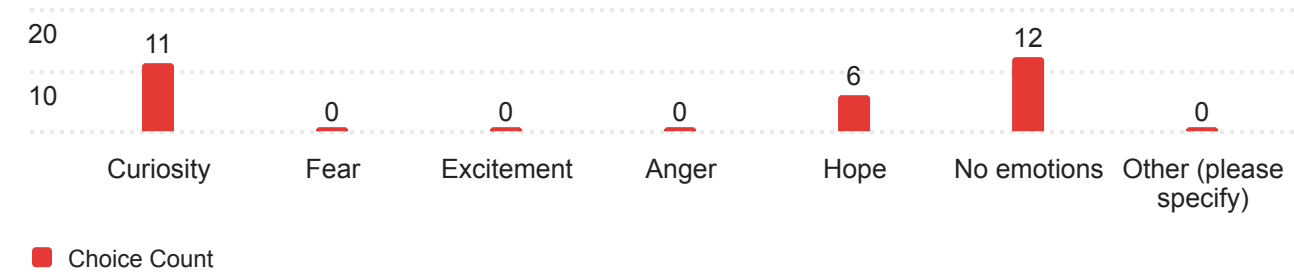 20
10
11
0
0
0
6
12
0
Curiosity
Fear
Excitement
Anger
Hope
No emotions
Other (please
specify)
Choice Count